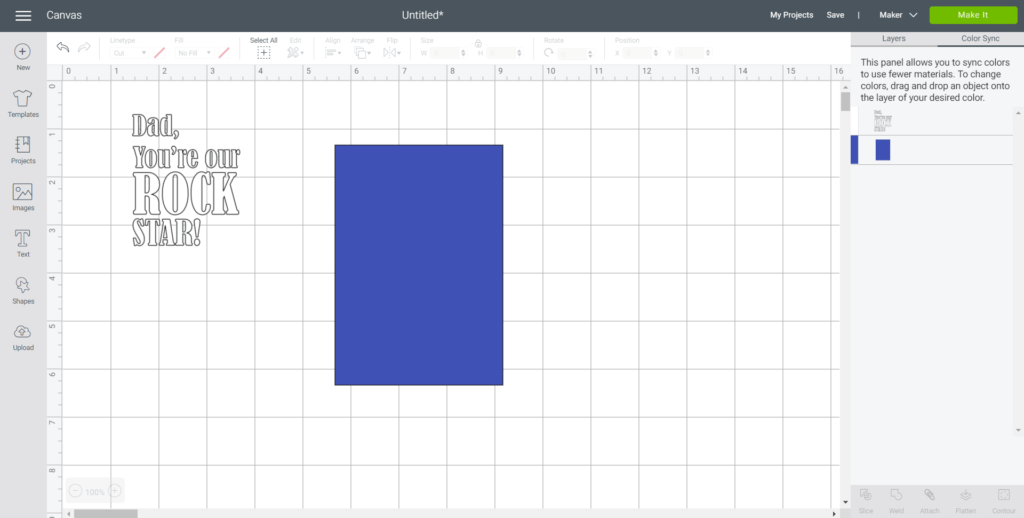 Canvas
Untitled*
My Projects Save | Maker Make It
New
Templates
Projects
Images
Text
Shapes
Upload
Linetype
Cut
Fill
No Fill
Select All
Edit
Align
Arrange
Flip
Size
W
H
Rotate
Position
X
Y
0 1 2 3 4 5 6 7 8 9 10 11 12 13 14 15 16
0
1
2
3
4
5
6
7
8
Dad,
You're our
ROCK
STAR!
100%
Layers Color Sync
This panel allows you to sync colors
to use fewer materials. To change
colors, drag and drop an object onto
the layer of your desired color.
Slice Weld Attach Flatten Contour